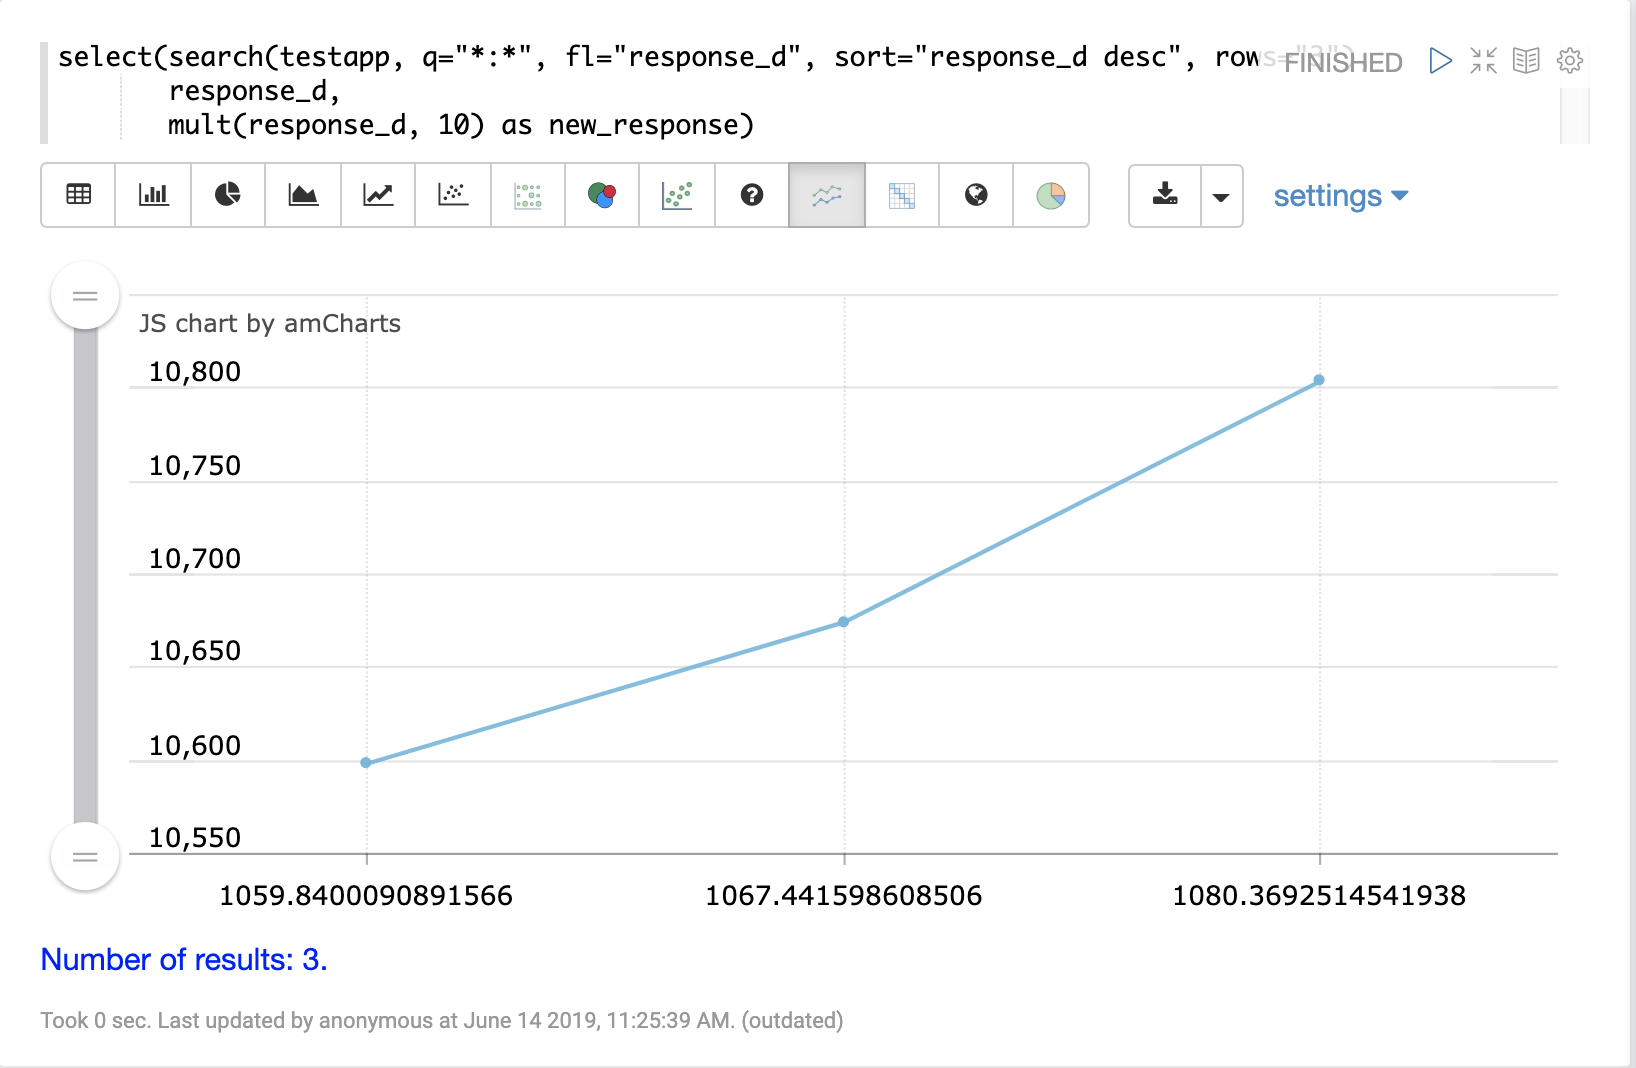 select(search(testapp, q="*:*", fl="response_d", sort="response_d desc", rows="3"),
FINISHED
response_d,
mult(response_d, 10) as new_response)
settings
JS chart by amCharts
10,800
10,750
10,700
10,650
10,600
10,550
1059.8400090891566 1067.441598608506 1080.3692514541938
Number of results: 3.
Took 0 sec. Last updated by anonymous at June 14 2019, 11:25:39 AM. (outdated)